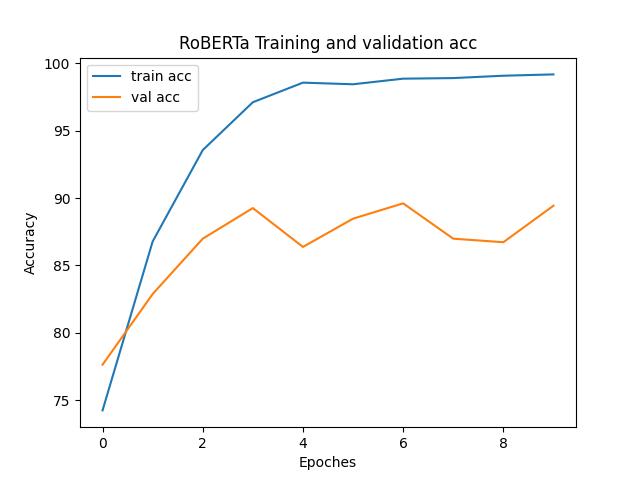 RoBERTa Training and validation acc
train acc
val acc
100
95
90
85
80
75
Accuracy
0 2 4 6 8
Epoches